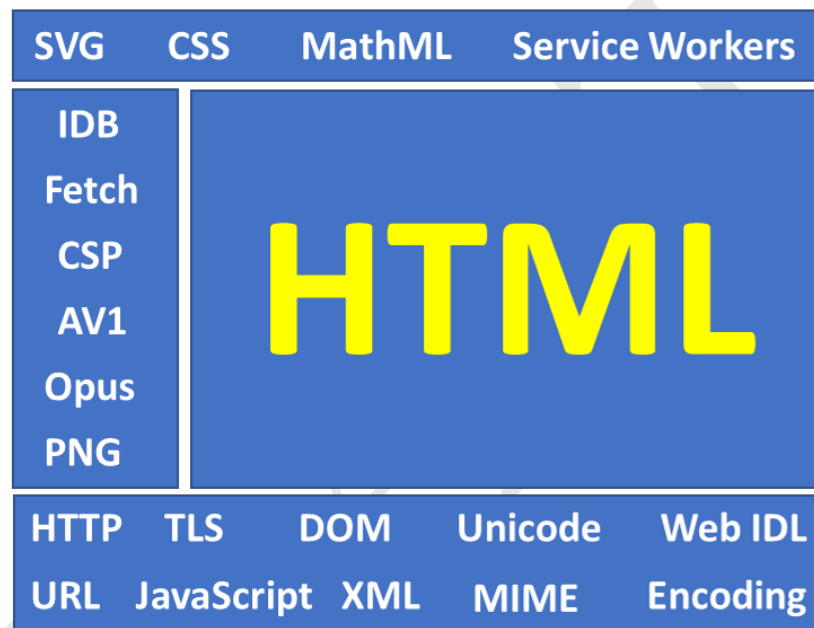 SVG CSS MathML Service Workers
IDB
Fetch
CSP
AV1
Opus
PNG
HTML
HTTP TLS DOM Unicode Web IDL
URL JavaScript XML MIME Encoding